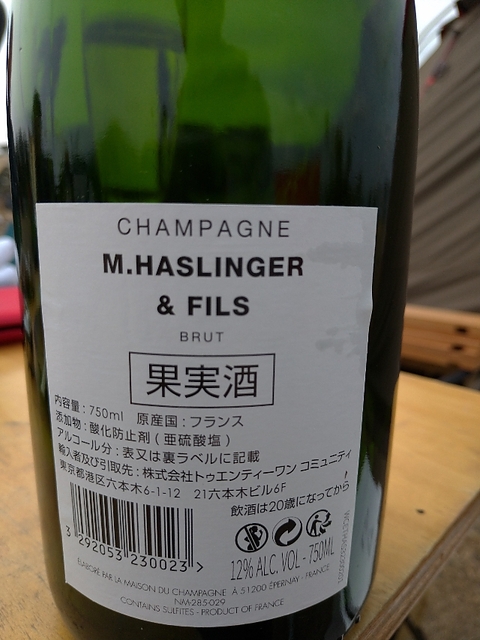 CHAMPAGNE
M.HASLINGER
& FILS
BRUT
果実酒
内容量：750ml 原産国：フランス
添加物：酸化防止剤（亜硫酸塩）
アルコール分：表又は裏ラベルに記載
輸入者及び引取先：株式会社トゥエンティーワン コミュニティ
東京都港区六本木6-1-12 21六本木ビル6F
飲酒は20歳になってから
3 292053 230023 >
12% ALC. VOL - 750ML
ELABORÉ PAR LA MAISON DU CHAMPAGNE À 51200 ÉPERNAY - FRANCE
NM-285-029
CONTAINS SULFITES - PRODUCT OF FRANCE